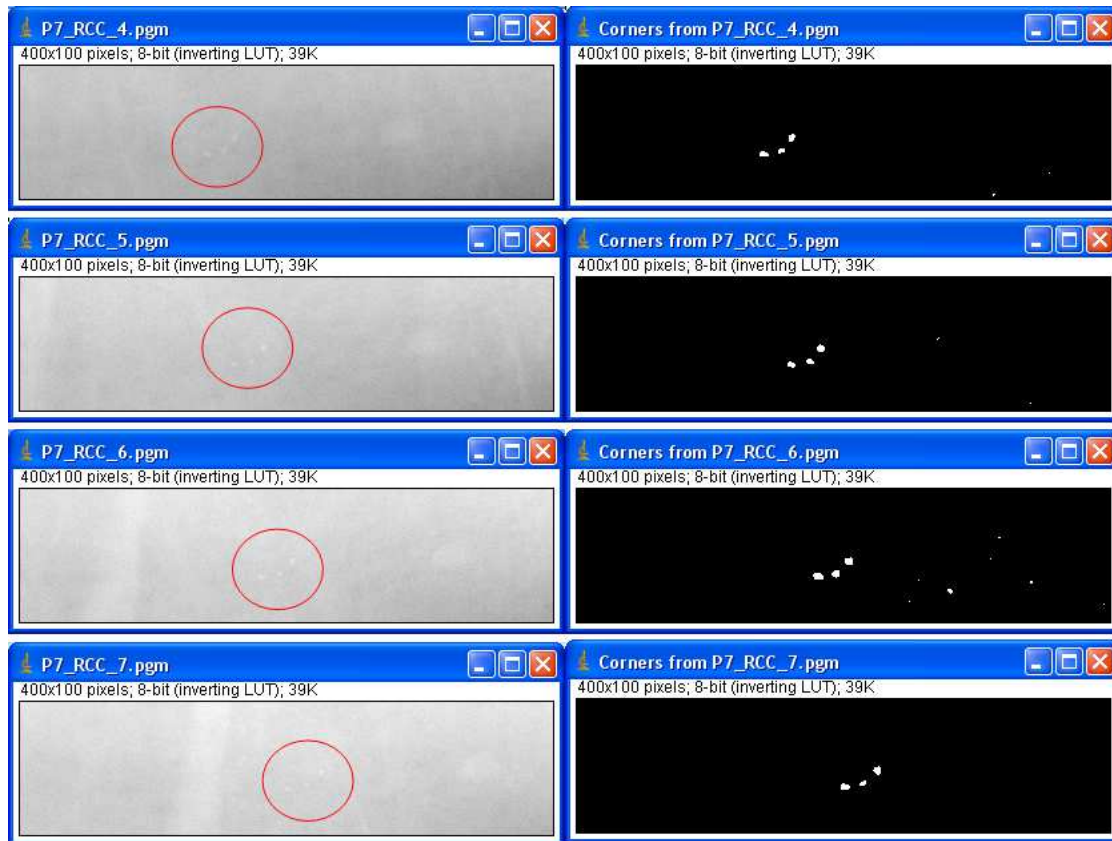 P7_RCC_4.pgm
400x100 pixels; 8-bit (inverting LUT); 39K
Corners from P7_RCC_4.pgm
400x100 pixels; 8-bit (inverting LUT); 39K
P7_RCC_5.pgm
400x100 pixels; 8-bit (inverting LUT); 39K
Corners from P7_RCC_5.pgm
400x100 pixels; 8-bit (inverting LUT); 39K
P7_RCC_6.pgm
400x100 pixels; 8-bit (inverting LUT); 39K
Corners from P7_RCC_6.pgm
400x100 pixels; 8-bit (inverting LUT); 39K
P7_RCC_7.pgm
400x100 pixels; 8-bit (inverting LUT); 39K
Corners from P7_RCC_7.pgm
400x100 pixels; 8-bit (inverting LUT); 39K